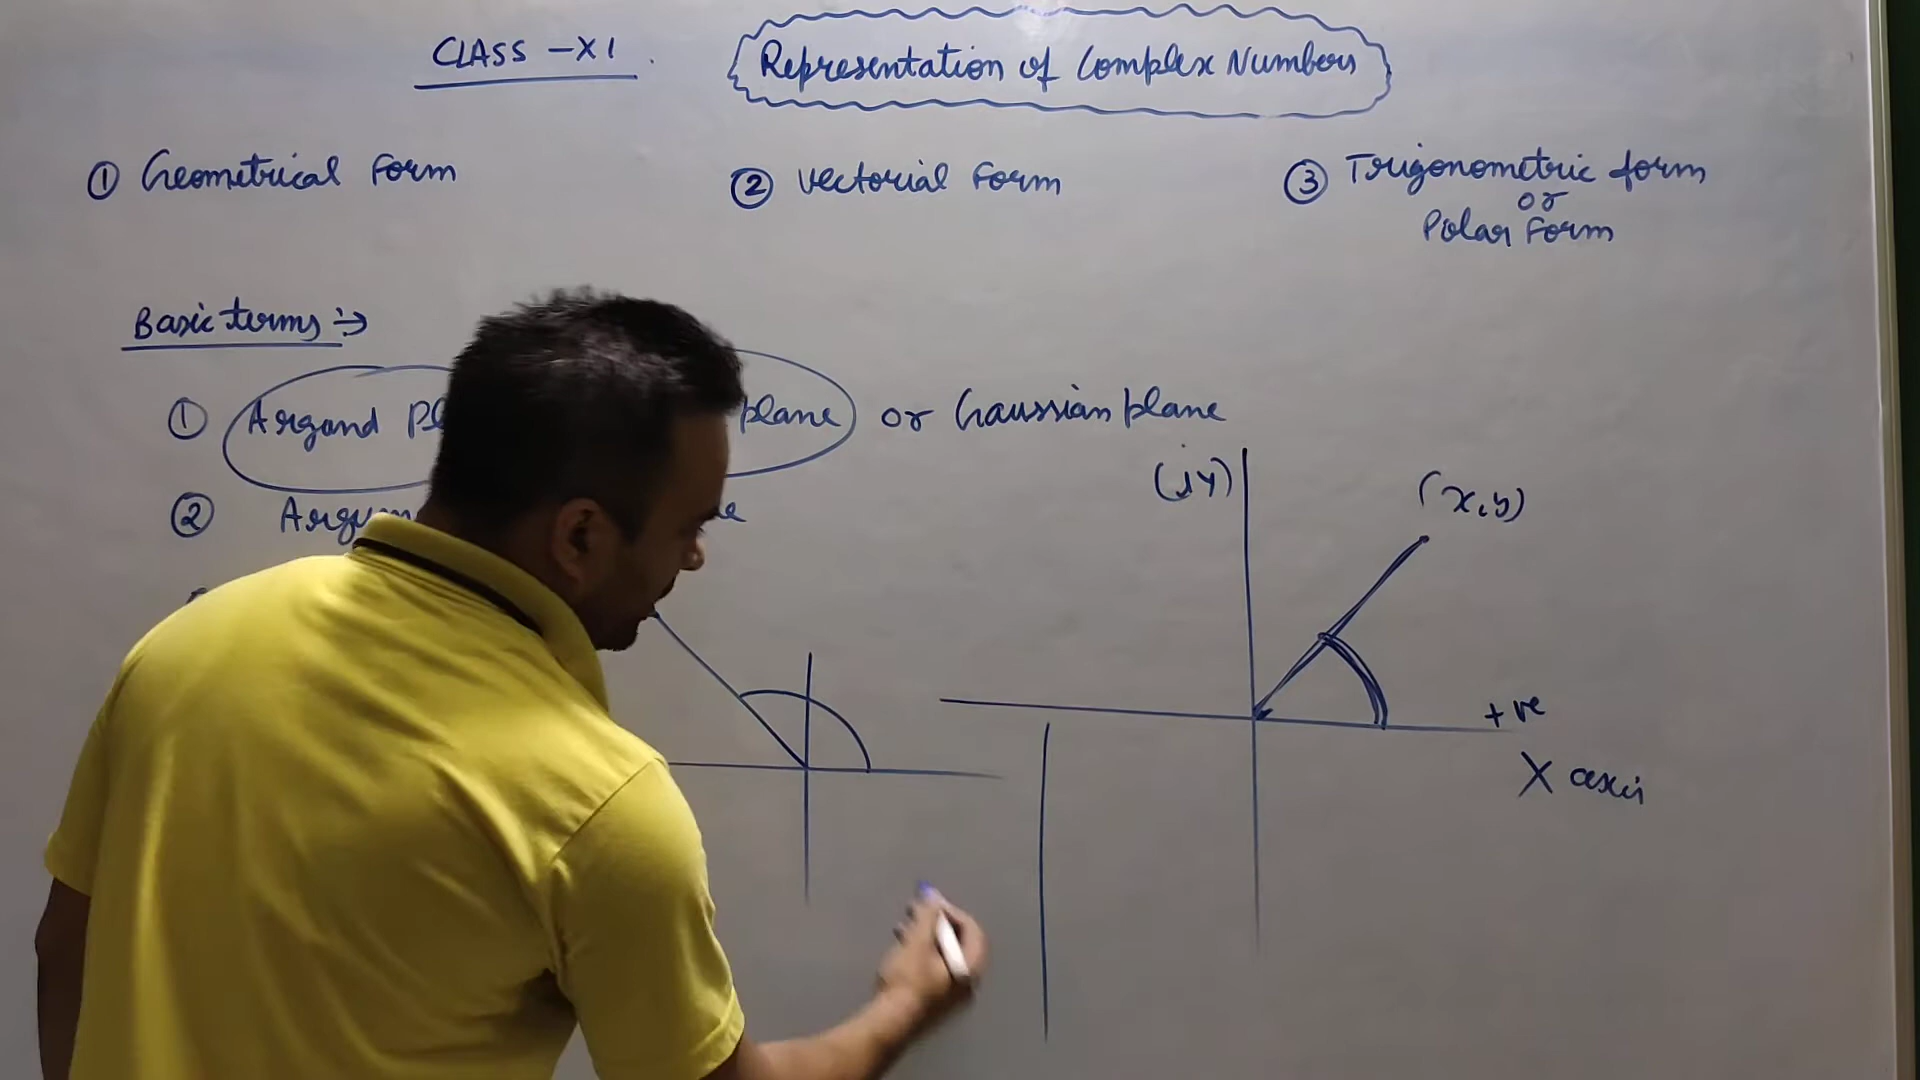 CLASS – XI.
Representation of Complex Numbers
① Geometrical Form
② Vectorial Form
③ Trigonometric form
or
Polar Form
Basic terms :→
① Argand Pl plane or Gaussian plane
② Argum
(iy)
(x,y)
+ve
X axis